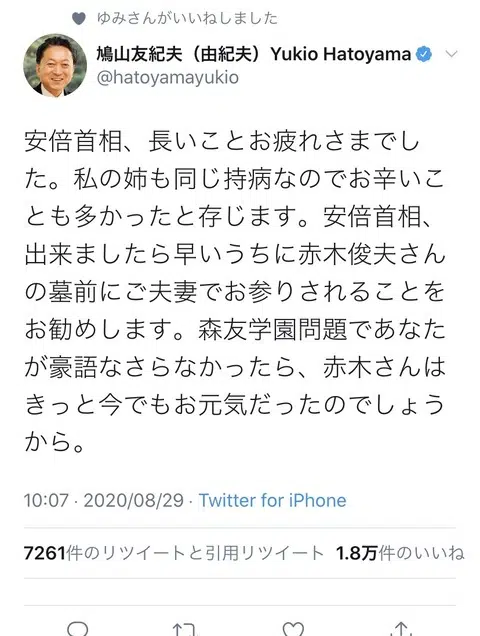 ゆみさんがいいねしました
鳩山友紀夫（由紀夫）Yukio Hatoyama
@hatoyamayukio
安倍首相、長いことお疲れさまでし
た。私の姉も同じ持病なのでお辛いこ
とも多かったと存じます。安倍首相、
出来ましたら早いうちに赤木俊夫さん
の墓前にご夫妻でお参りされることを
お勧めします。森友学園問題であなた
が豪語なさらなかったら、赤木さんは
きっと今でもお元気だったのでしょう
から。
10:07 · 2020/08/29 · Twitter for iPhone
7261件のリツイートと引用リツイート 1.8万件のいいね